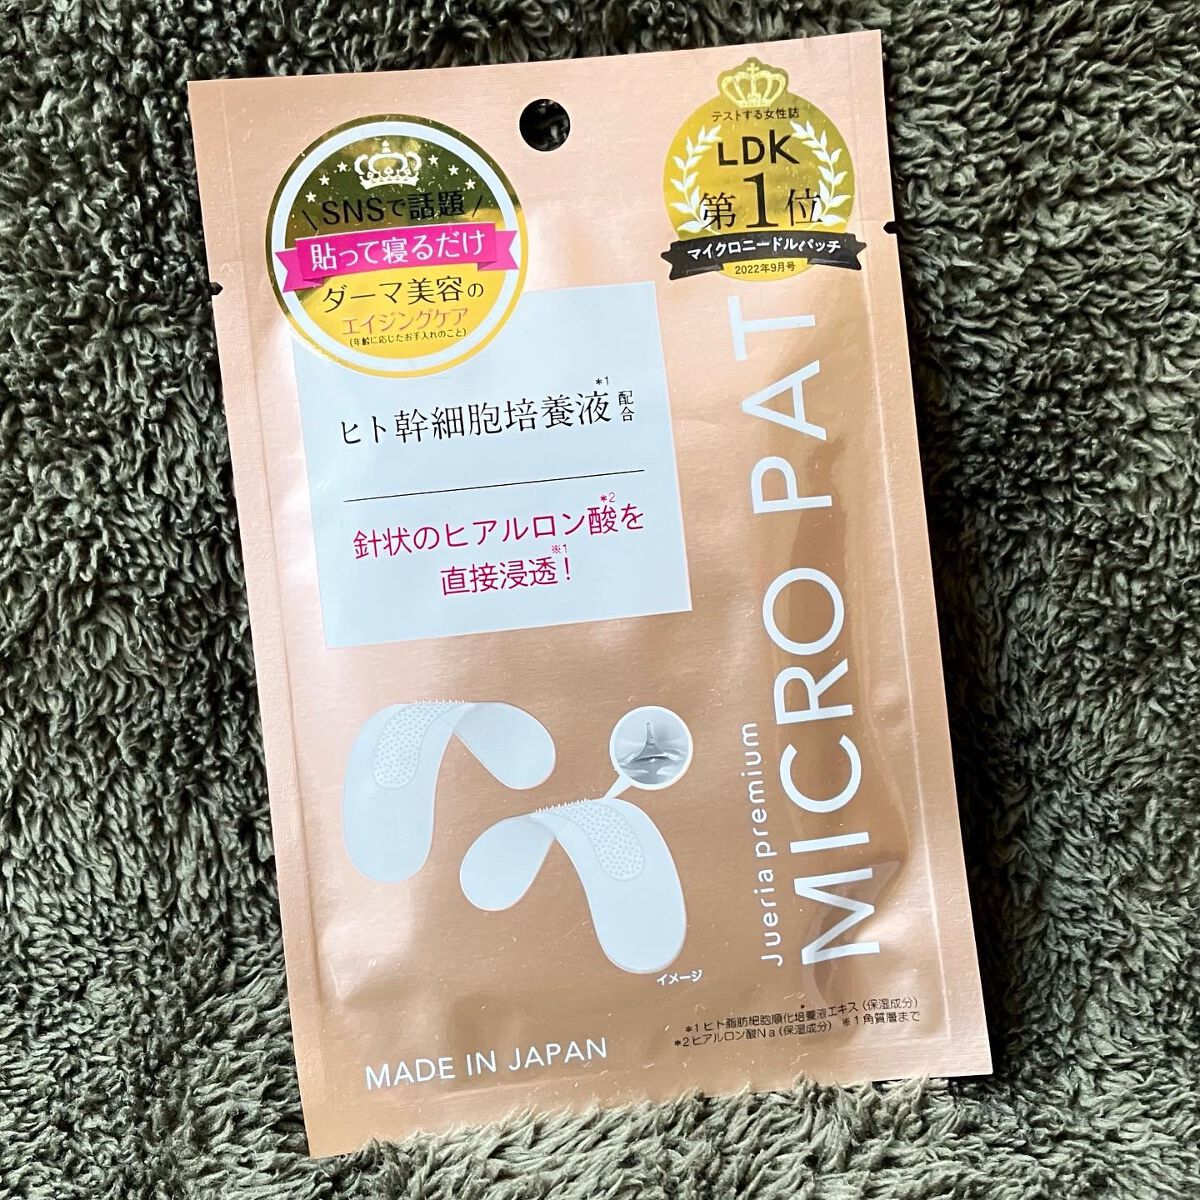 \SNSで話題/
貼って寝るだけ
ダーマ美容の
エイジングケア
(年齢に応じたお手入れのこと)
テストする女性誌
LDK
第1位
マイクロニードルパッチ
2022年9月号
ヒト幹細胞培養液*1配合
針状のヒアルロン酸*2を
直接浸透※1!
Jueria premium
MICRO PAT
イメージ
*1ヒト脂肪細胞順化培養液エキス(保湿成分)
*2ヒアルロン酸Na(保湿成分) ※1角質層まで
MADE IN JAPAN